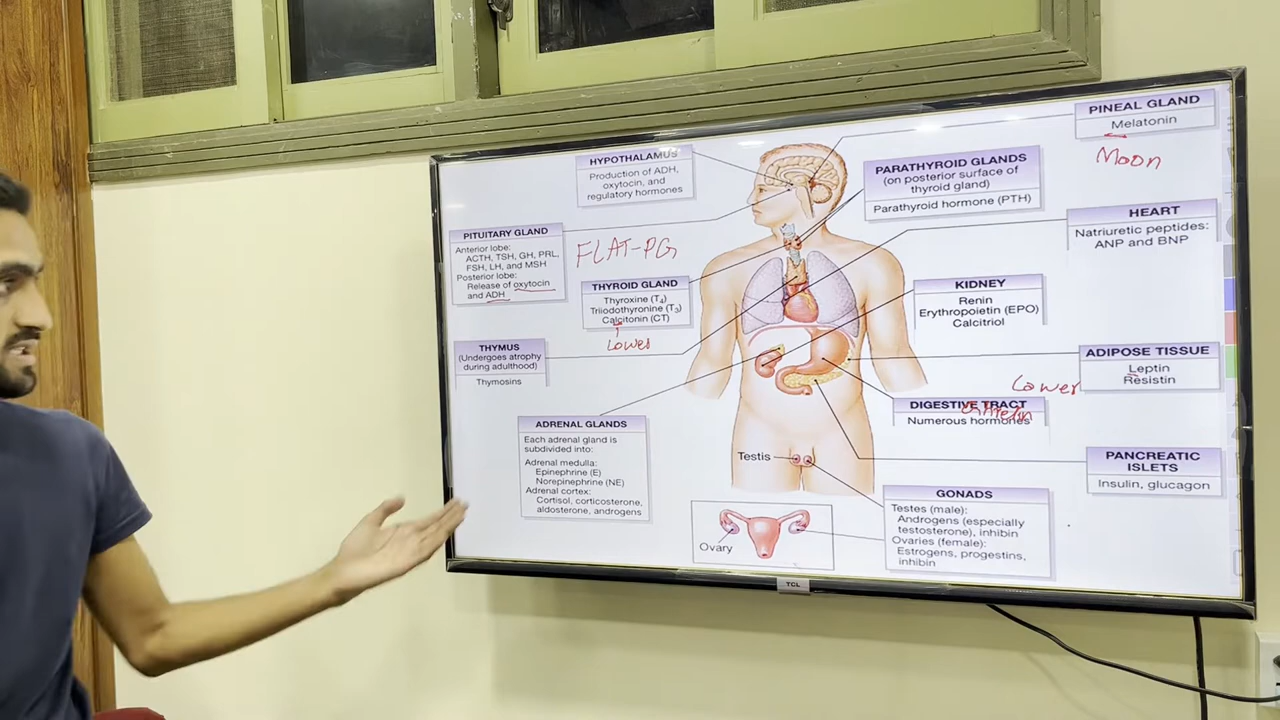 PINEAL GLAND
Melatonin
Moon
HYPOTHALAMUS
Production of ADH,
oxytocin, and
regulatory hormones
PARATHYROID GLANDS
(on posterior surface of
thyroid gland)
Parathyroid hormone (PTH)
HEART
Natriuretic peptides:
ANP and BNP
PITUITARY GLAND
Anterior lobe:
ACTH, TSH, GH, PRL,
FSH, LH, and MSH
Posterior lobe:
Release of oxytocin
and ADH
FLAT-PG
THYROID GLAND
Thyroxine (T4)
Triiodothyronine (T3)
Calcitonin (CT)
Lower
KIDNEY
Renin
Erythropoietin (EPO)
Calcitriol
THYMUS
(Undergoes atrophy
during adulthood)
Thymosins
ADIPOSE TISSUE
Leptin
Resistin
Lower
DIGESTIVE TRACT
Numerous hormones
ADRENAL GLANDS
Each adrenal gland is
subdivided into:
Adrenal medulla:
Epinephrine (E)
Norepinephrine (NE)
Adrenal cortex:
Cortisol, corticosterone,
aldosterone, androgens
Testis
PANCREATIC
ISLETS
Insulin, glucagon
GONADS
Testes (male):
Androgens (especially
testosterone), inhibin
Ovaries (female):
Estrogens, progestins,
inhibin
Ovary
TCL